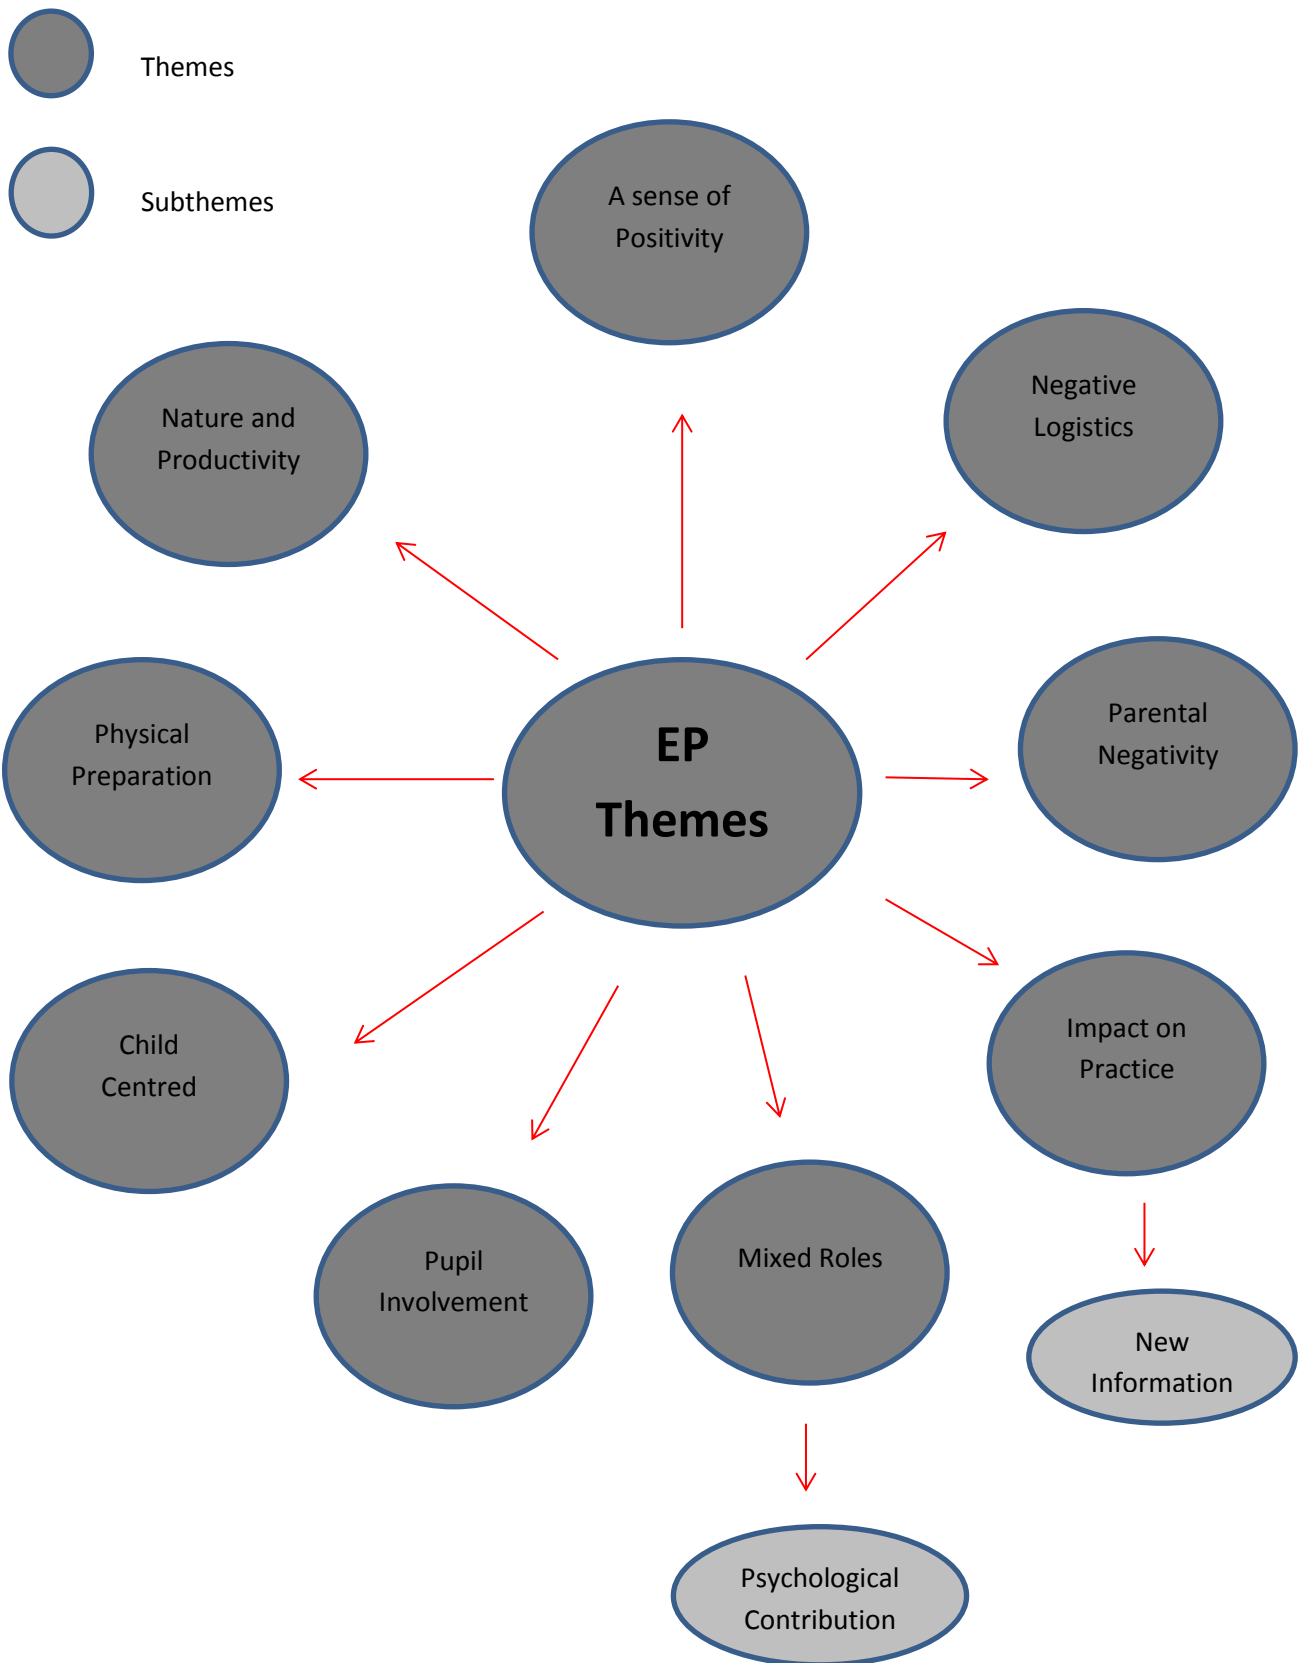 Themes
Subthemes
A sense of
Positivity
Negative
Logistics
Nature and
Productivity
Parental
Negativity
Physical
Preparation
EP
Themes
Impact on
Practice
Child
Centred
Pupil
Involvement
Mixed Roles
New
Information
Psychological
Contribution